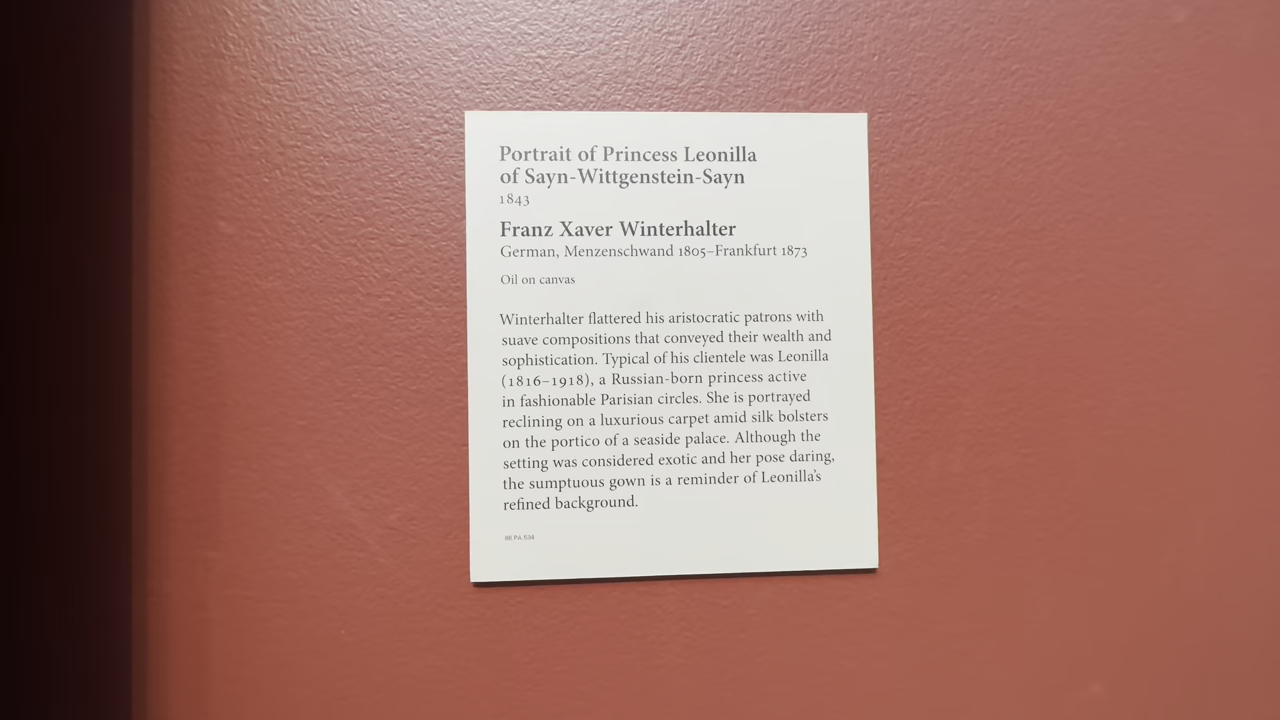 Portrait of Princess Leonilla
of Sayn-Wittgenstein-Sayn
1843
Franz Xaver Winterhalter
German, Menzenschwand 1805–Frankfurt 1873
Oil on canvas
Winterhalter flattered his aristocratic patrons with
suave compositions that conveyed their wealth and
sophistication. Typical of his clientele was Leonilla
(1816–1918), a Russian-born princess active
in fashionable Parisian circles. She is portrayed
reclining on a luxurious carpet amid silk bolsters
on the portico of a seaside palace. Although the
setting was considered exotic and her pose daring,
the sumptuous gown is a reminder of Leonilla’s
refined background.
86.PA.534